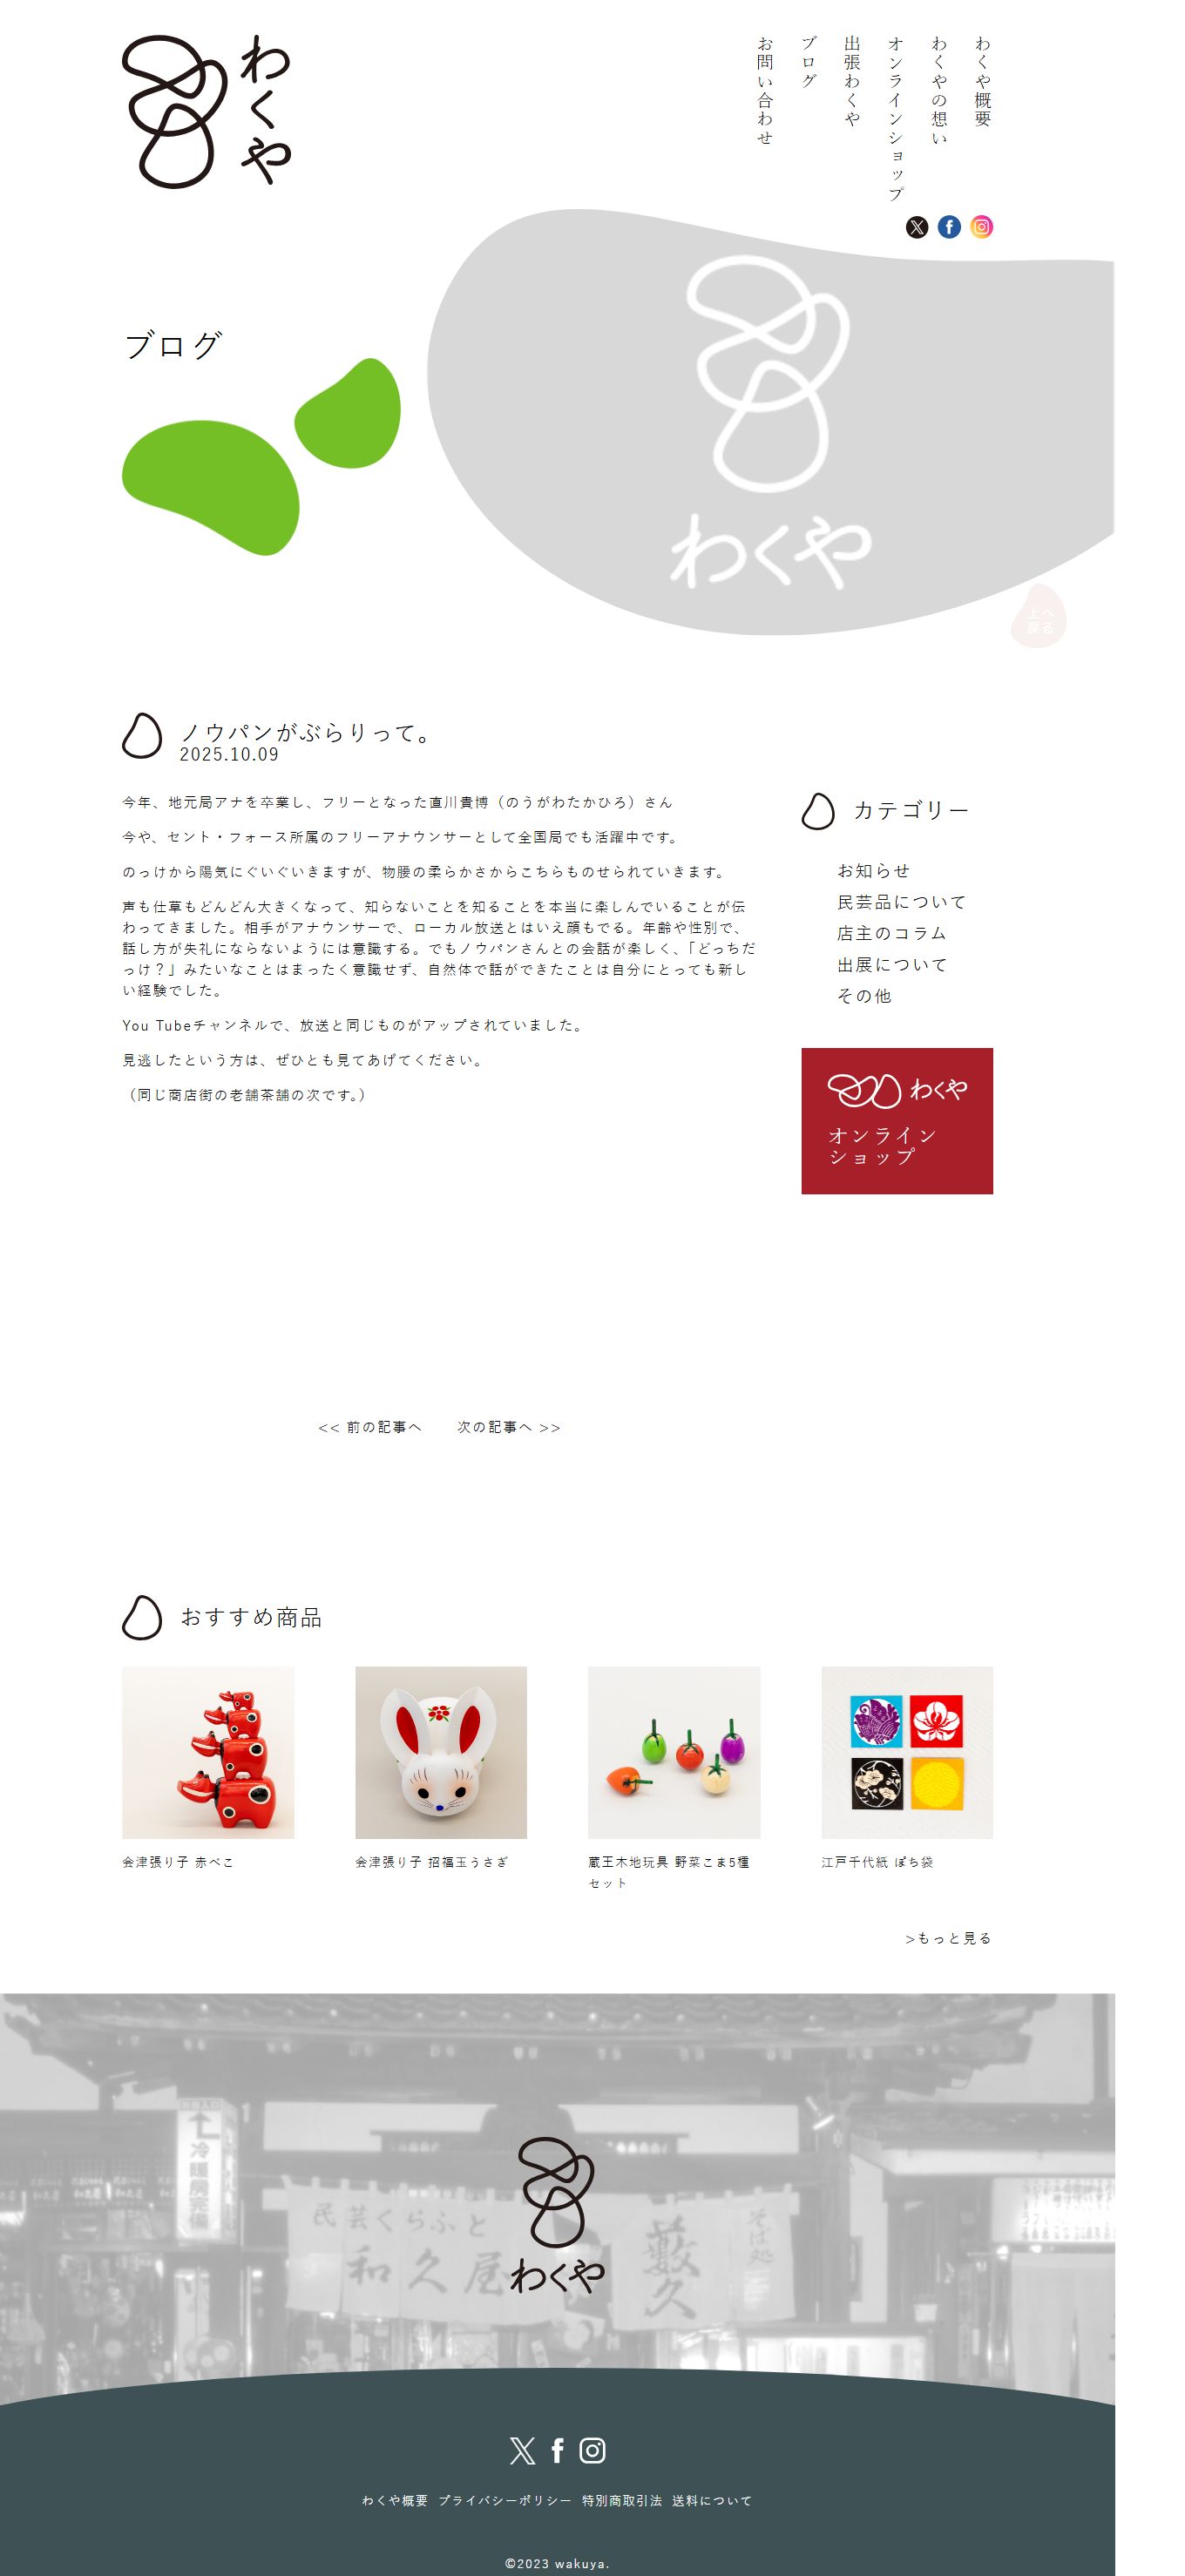 わくや
わくや概要
わくやの想い
オンラインショップ
出張わくや
ブログ
お問い合わせ
ブログ
わくや
上へ
戻る
ノウパンがぶらりって。
2025.10.09
今年、地元局アナを卒業し、フリーとなった直川貴博（のうがわたかひろ）さん
今や、セント・フォース所属のフリーアナウンサーとして全国局でも活躍中です。
のっけから陽気にぐいぐいきますが、物腰の柔らかさからこちらものせられていきます。
声も仕草もどんどん大きくなって、知らないことを知ることを本当に楽しんでいることが伝
わってきました。相手がアナウンサーで、ローカル放送とはいえ顔もでる。年齢や性別で、
話し方が失礼にならないようには意識する。でもノウパンさんとの会話が楽しく、「どっちだ
っけ？」みたいなことはまったく意識せず、自然体で話ができたことは自分にとっても新し
い経験でした。
You Tubeチャンネルで、放送と同じものがアップされていました。
見逃したという方は、ぜひとも見てあげてください。
（同じ商店街の老舗茶舗の次です。）
カテゴリー
お知らせ
民芸品について
店主のコラム
出展について
その他
わくや
オンライン
ショップ
<< 前の記事へ
次の記事へ >>
おすすめ商品
会津張り子 赤べこ
会津張り子 招福玉うさぎ
蔵王木地玩具 野菜こま5種
セット
江戸千代紙 ぽち袋
>もっと見る
民芸くらふと
和久屋
藪久
そば処
わくや
わくや概要 プライバシーポリシー 特別商取引法 送料について
©2023 wakuya.